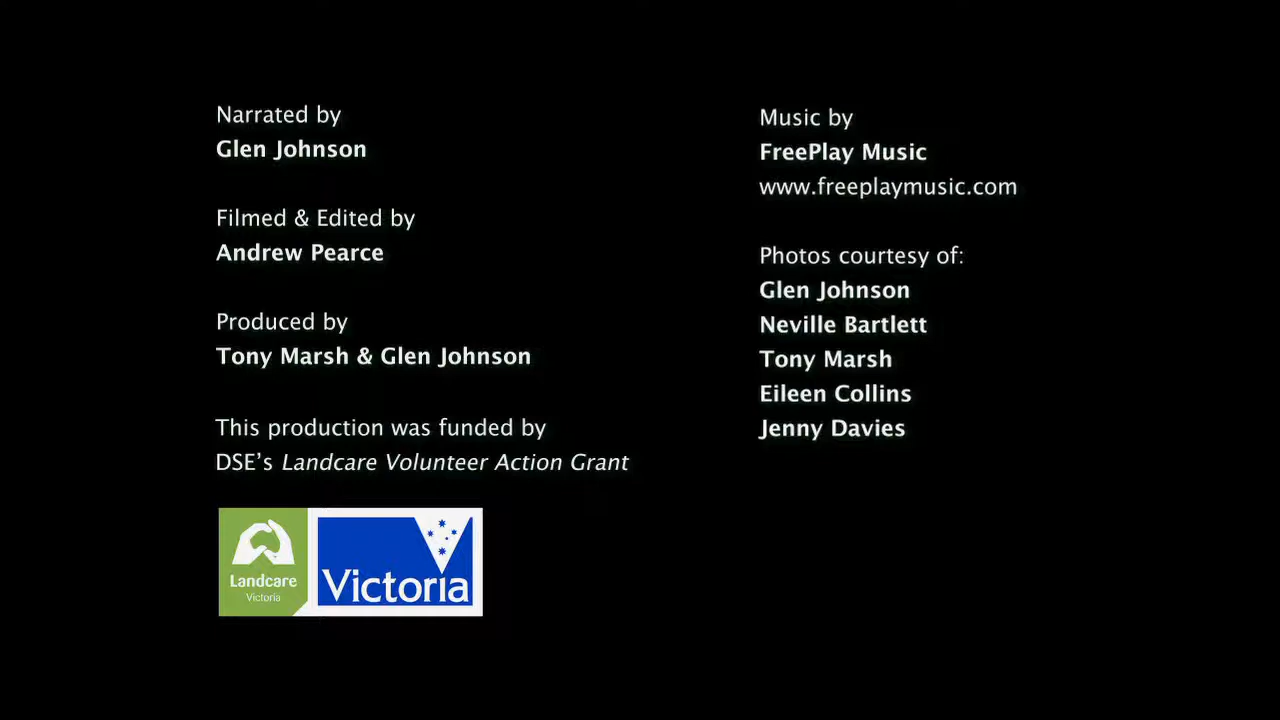 Narrated by
Glen Johnson
Filmed & Edited by
Andrew Pearce
Produced by
Tony Marsh & Glen Johnson
This production was funded by
DSE’s Landcare Volunteer Action Grant
Landcare
Victoria
Victoria
Music by
FreePlay Music
www.freeplaymusic.com
Photos courtesy of:
Glen Johnson
Neville Bartlett
Tony Marsh
Eileen Collins
Jenny Davies